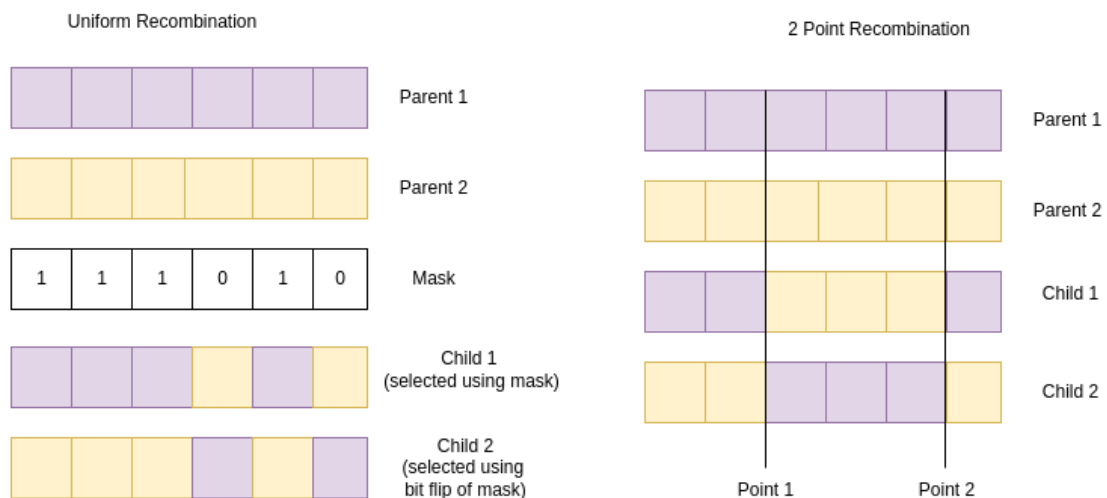 Uniform Recombination
Parent 1
Parent 2
1 1 1 0 1 0
Mask
Child 1
(selected using mask)
Child 2
(selected using
bit flip of mask)
2 Point Recombination
Parent 1
Parent 2
Child 1
Child 2
Point 1
Point 2